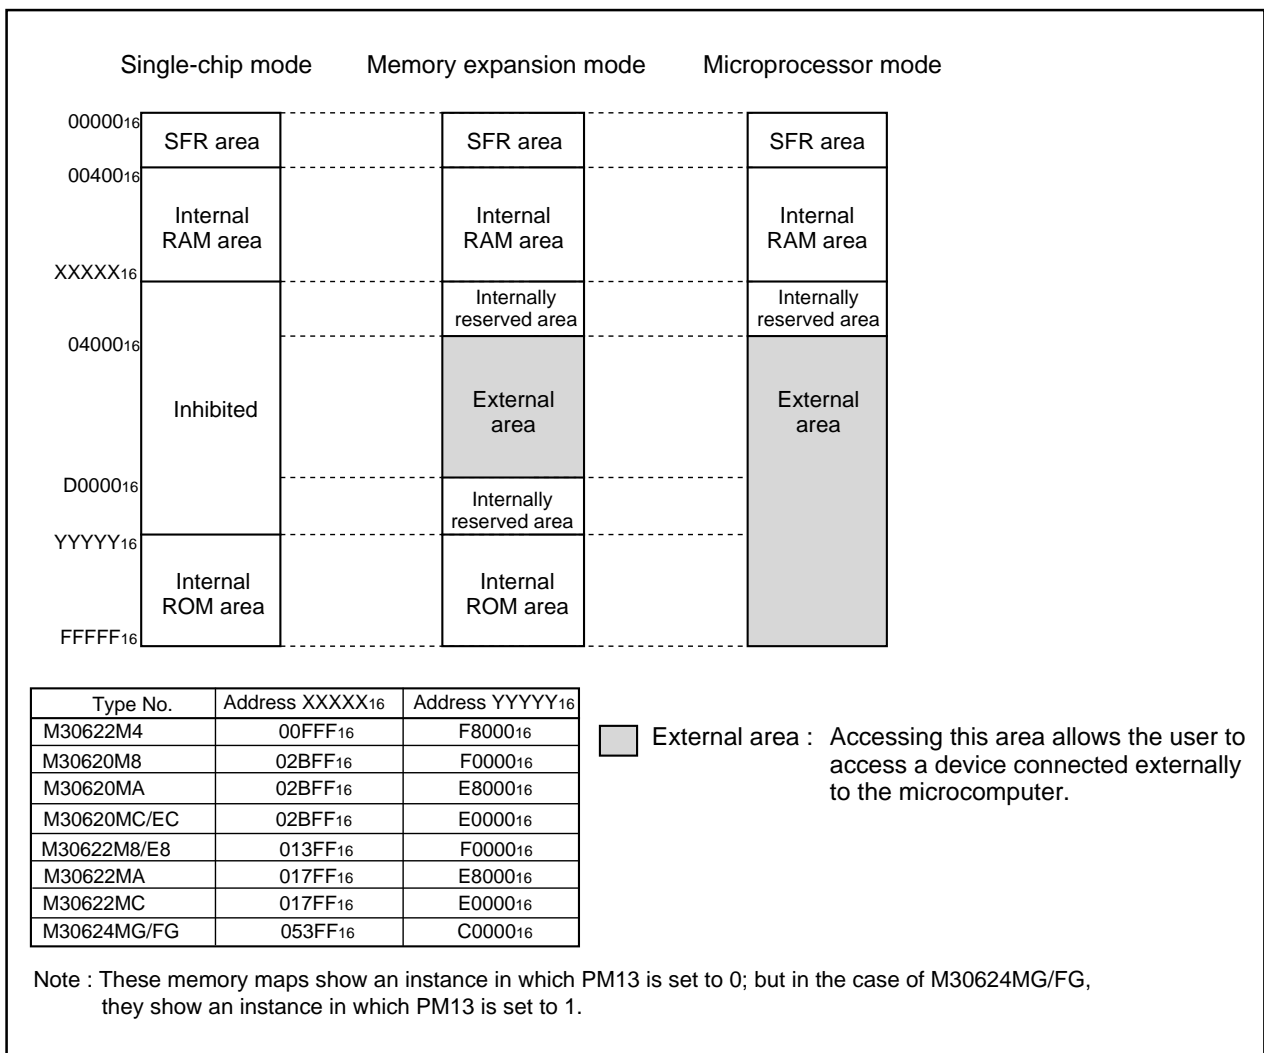 Single-chip mode Memory expansion mode Microprocessor mode
0000016
SFR area SFR area SFR area
0040016
Internal Internal Internal
RAM area RAM area RAM area
XXXXX16
Internally Internally
reserved area reserved area
0400016
Inhibited
External External
area area
D000016
Internally
reserved area
YYYYY16
Internal Internal
ROM area ROM area
FFFFF16
Type No. Address XXXXX16 Address YYYYY16
M30622M4 00FFF16 F800016
M30620M8 02BFF16 F000016
M30620MA 02BFF16 E800016
M30620MC/EC 02BFF16 E000016
M30622M8/E8 013FF16 F000016
M30622MA 017FF16 E800016
M30622MC 017FF16 E000016
M30624MG/FG 053FF16 C000016
External area : Accessing this area allows the user to
access a device connected externally
to the microcomputer.
Note : These memory maps show an instance in which PM13 is set to 0; but in the case of M30624MG/FG,
they show an instance in which PM13 is set to 1.